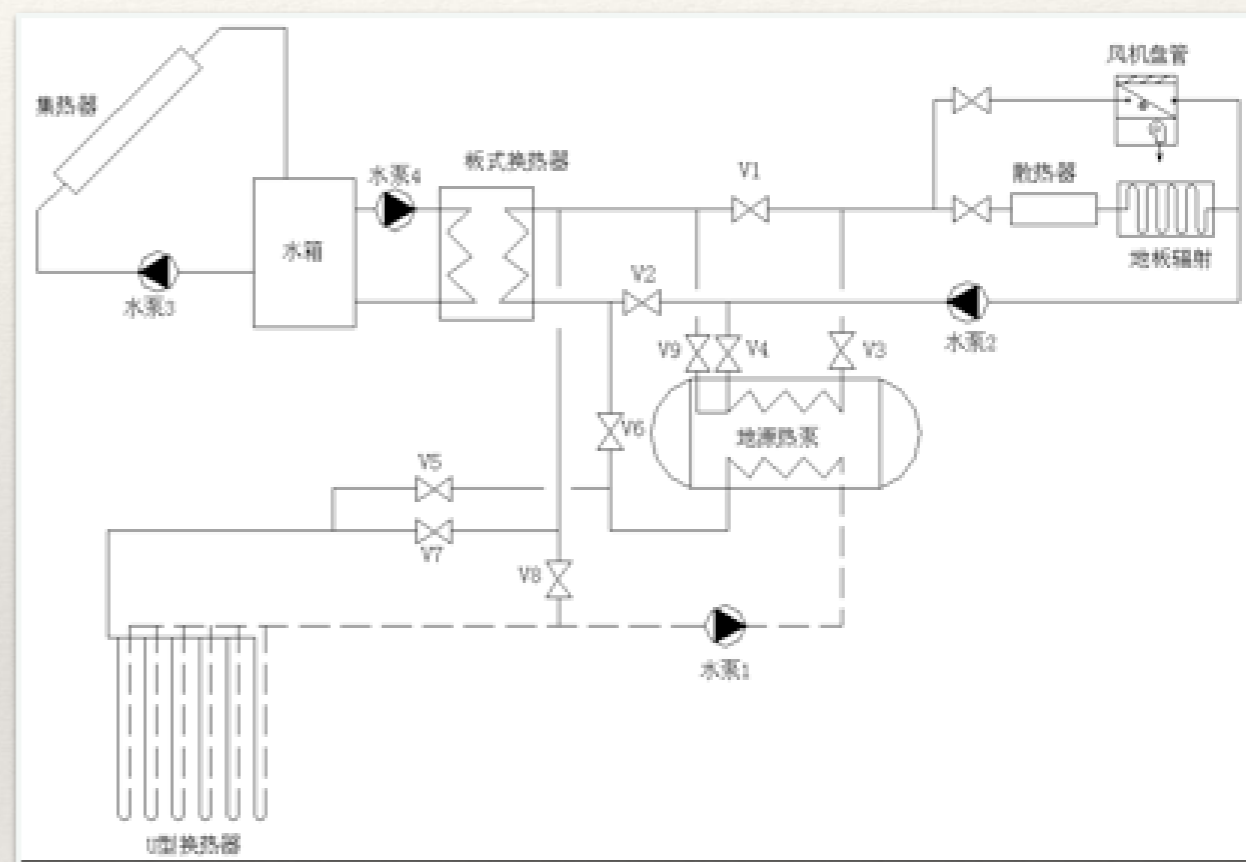 风机盘管
集热器
板式换热器
水泵4
V1
散热器
水箱
地板辐射
V2
水泵3
水泵2
V9
V4
V3
V6
地源热泵
V5
V7
V8
水泵1
U型换热器